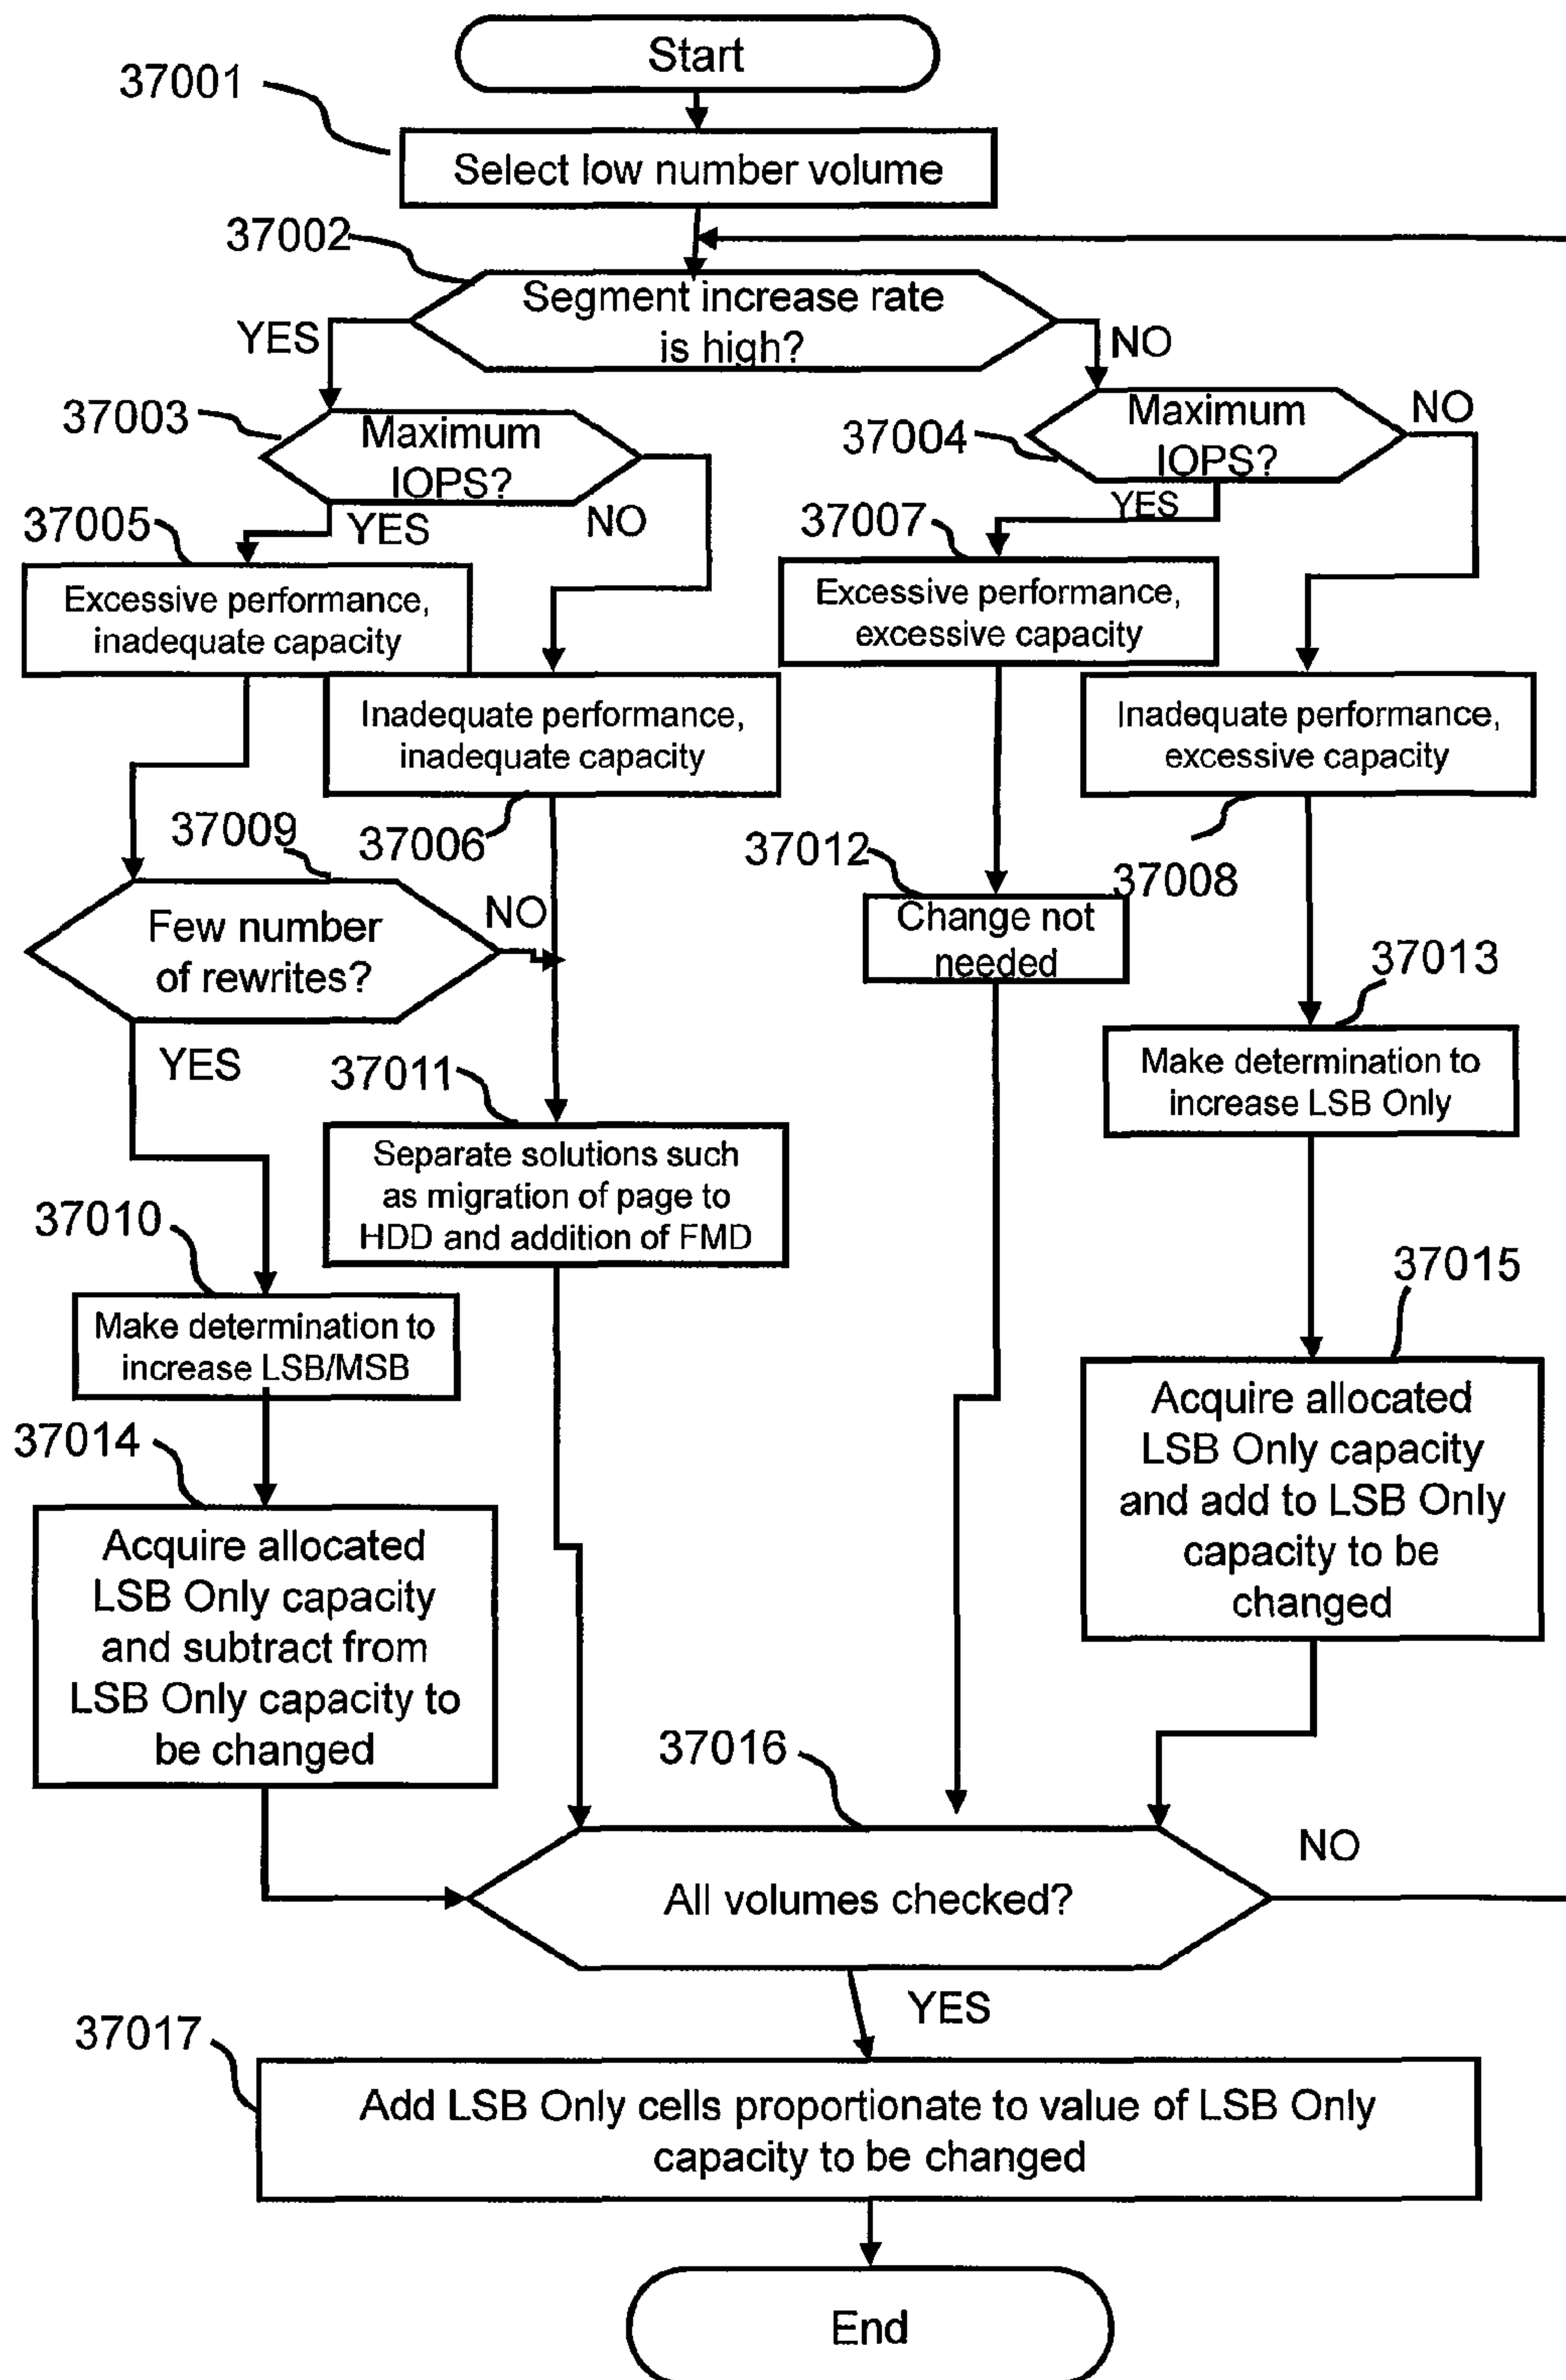 Start
37001
Select low number volume
37002
Segment increase rate
is high?
YES
NO
37003
Maximum
IOPS?
37004
Maximum
IOPS?
NO
YES
NO
YES
37005
Excessive performance,
inadequate capacity
37007
Excessive performance,
excessive capacity
Inadequate performance,
inadequate capacity
37006
Inadequate performance,
excessive capacity
37008
37009
Few number
of rewrites?
NO
YES
37012
Change not
needed
37013
Make determination to
increase LSB Only
37011
Separate solutions such
as migration of page to
HDD and addition of FMD
37010
Make determination to
increase LSB/MSB
37015
Acquire allocated
LSB Only capacity
and add to LSB Only
capacity to be
changed
37014
Acquire allocated
LSB Only capacity
and subtract from
LSB Only capacity to
be changed
37016
All volumes checked?
NO
YES
37017
Add LSB Only cells proportionate to value of LSB Only
capacity to be changed
End